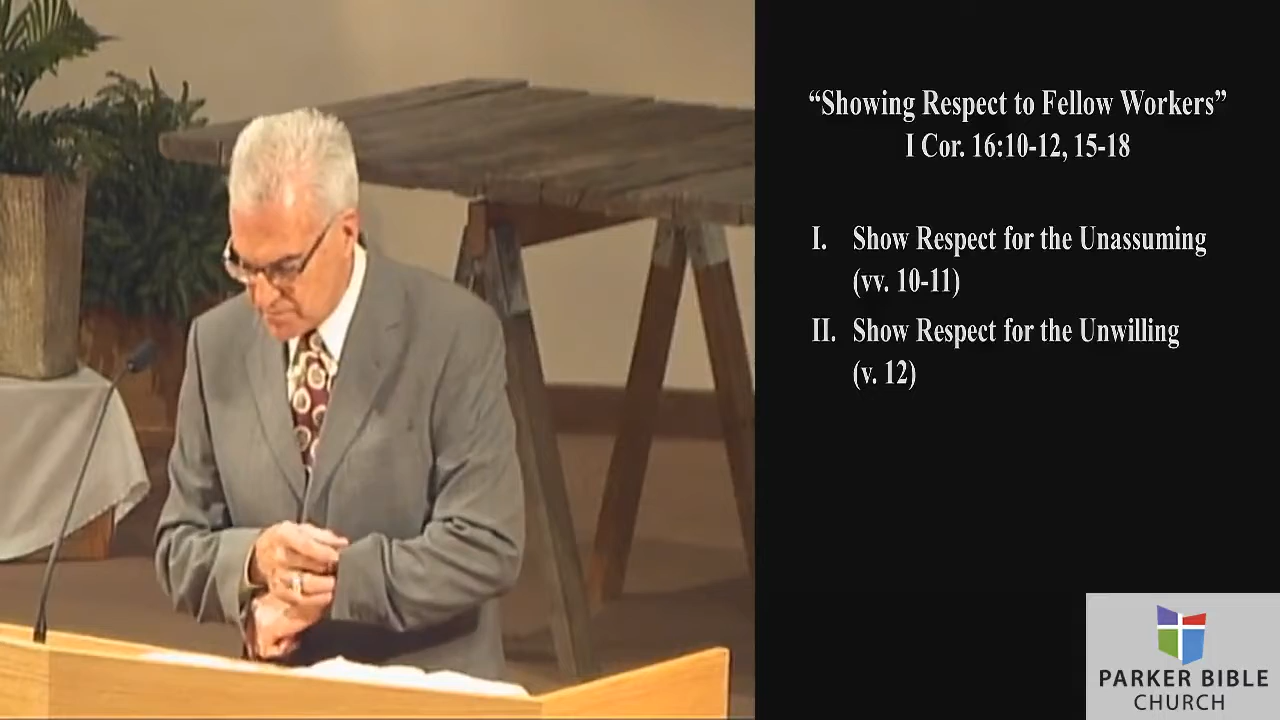 “Showing Respect to Fellow Workers”
I Cor. 16:10-12, 15-18
I. Show Respect for the Unassuming
(vv. 10-11)
II. Show Respect for the Unwilling
(v. 12)
PARKER BIBLE
CHURCH